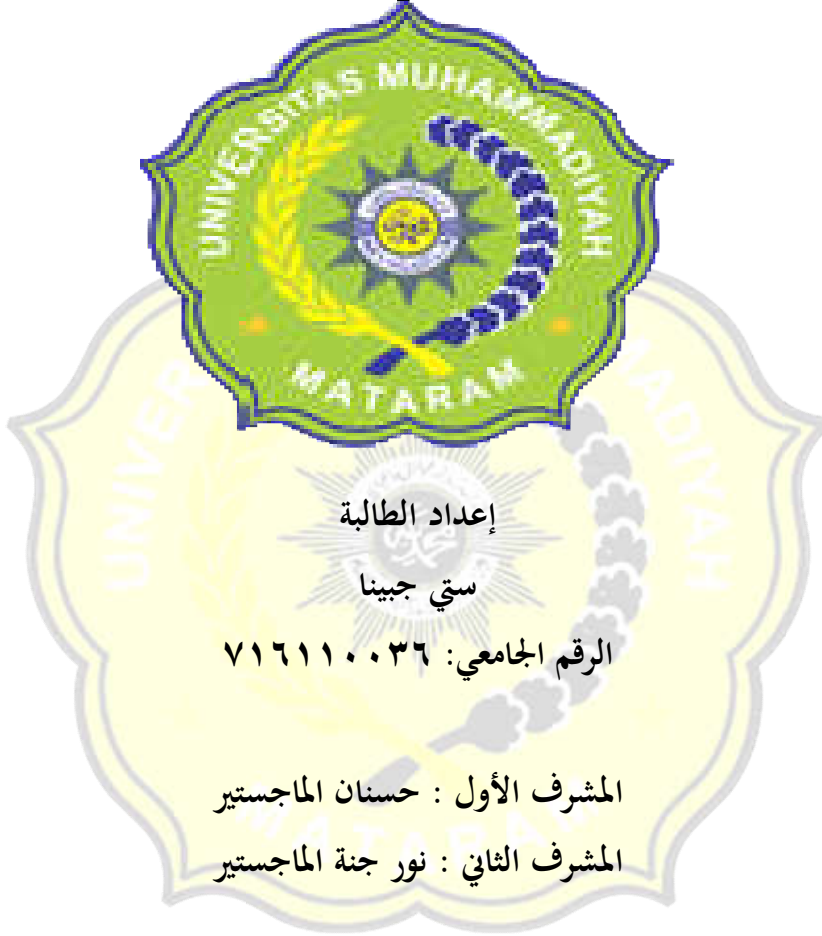 UNIVERSITAS MUHAMMADIYAH
MATARAM
إعداد الطالبة
ستي جبينا
الرقم الجامعي: ٧١٦١١٠٠٣٦
المشرف الأول : حسنان الماجستير
المشرف الثاني : نور جنة الماجستير